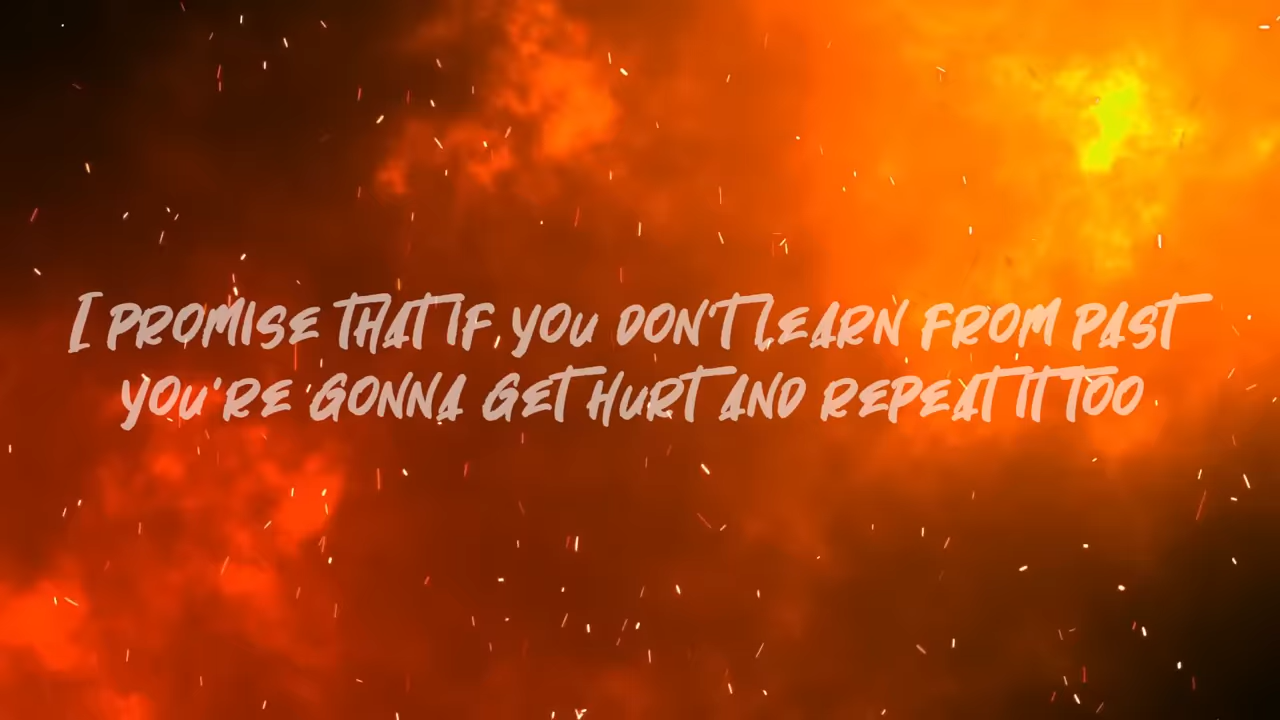 I PROMISE THAT IF YOU DON'T LEARN FROM PAST
YOU'RE GONNA GET HURT AND REPEAT IT TOO